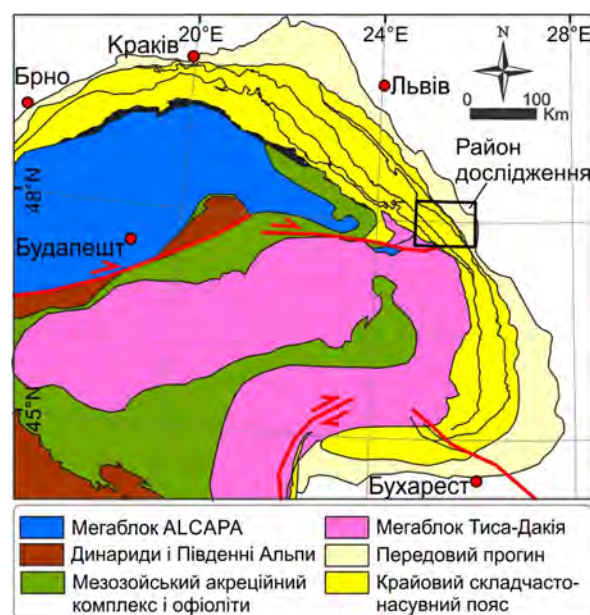 20°E
24°E
28°E
N
Краків
Брно
Львів
0
100
Km
Район
дослідження
48°N
Будапешт
45°N
Бухарест
Мегаблок ALCAPA
Динариди і Південні Альпи
Мезозойський акреційний
комплекс і офіоліти
Мегаблок Тиса-Дакія
Передовий прогин
Крайовий складчасто-
насувний пояс